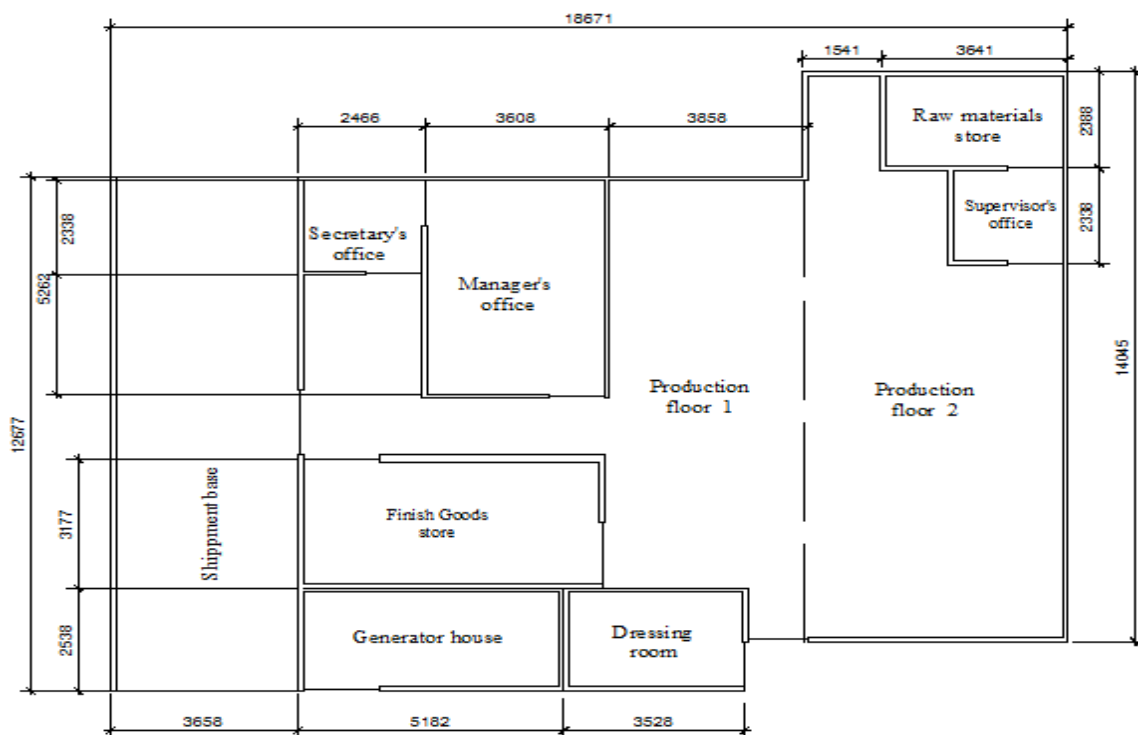 18671
1541
3641
2466
3608
3858
Raw materials
store
2388
Secretary's
office
2338
Supervisor's
office
2338
Manager's
office
5262
14045
Production
floor 1
Production
floor 2
12677
Shippment base
3177
Finish Goods
store
Generator house
Dressing
room
2538
3658
5182
3528